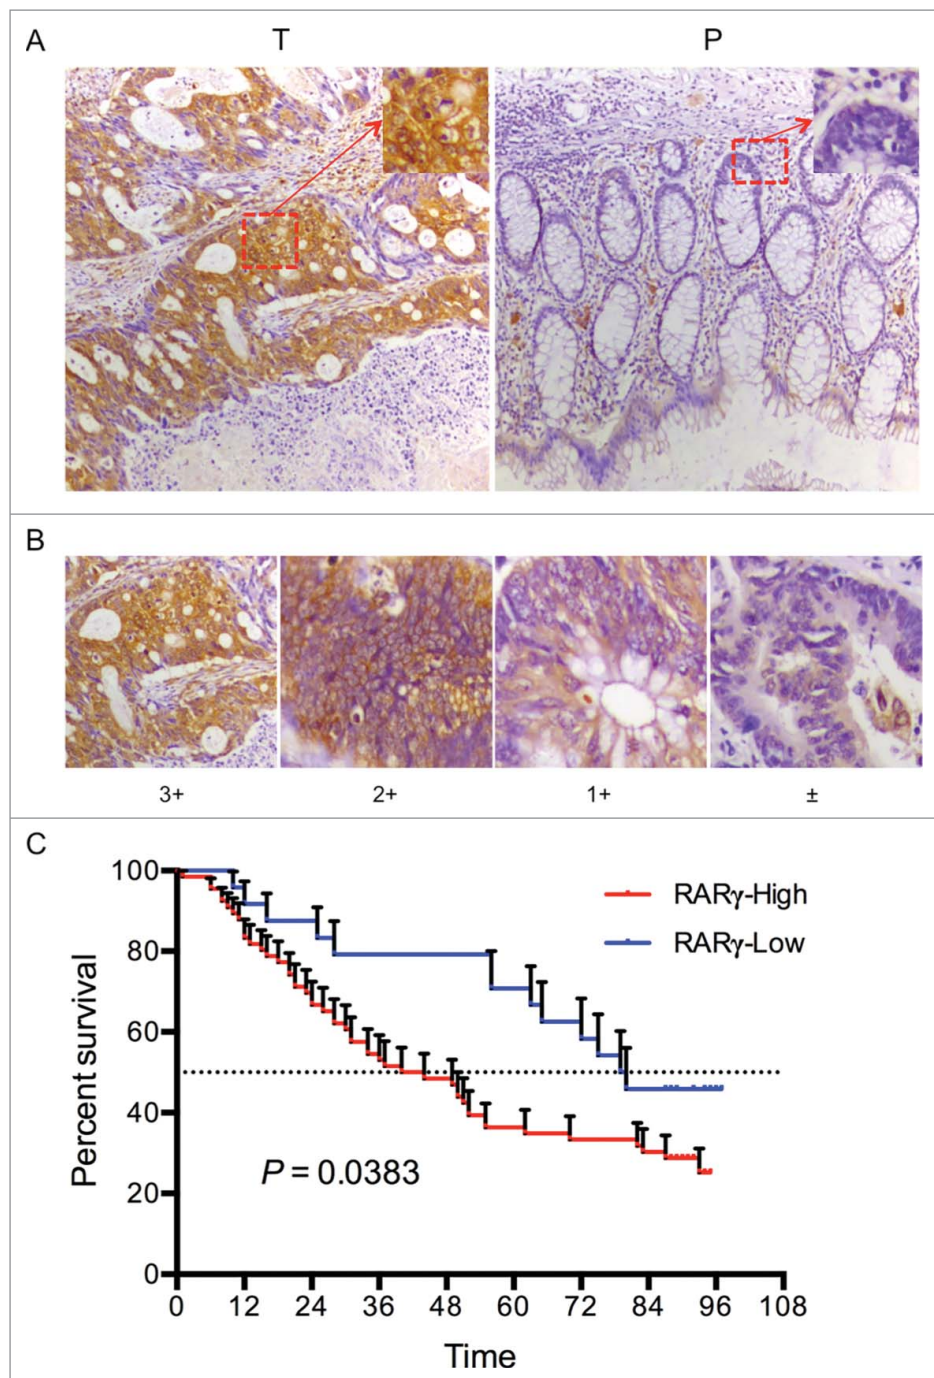 A
T
P
B
3+
2+
1+
±
C
Percent survival
100
80
60
40
20
0
RARγ-High
RARγ-Low
P = 0.0383
0 12 24 36 48 60 72 84 96 108
Time